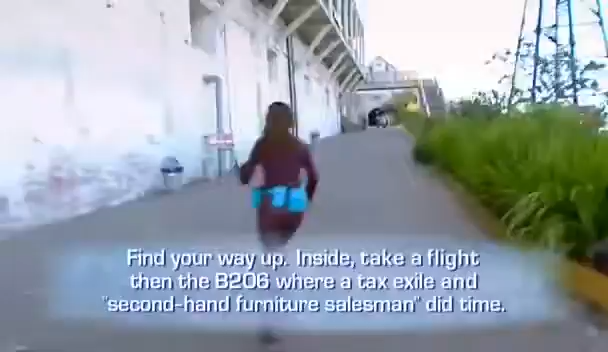 Find your way up. Inside, take a flight
then the B206 where a tax exile and
"second-hand furniture salesman" did time.